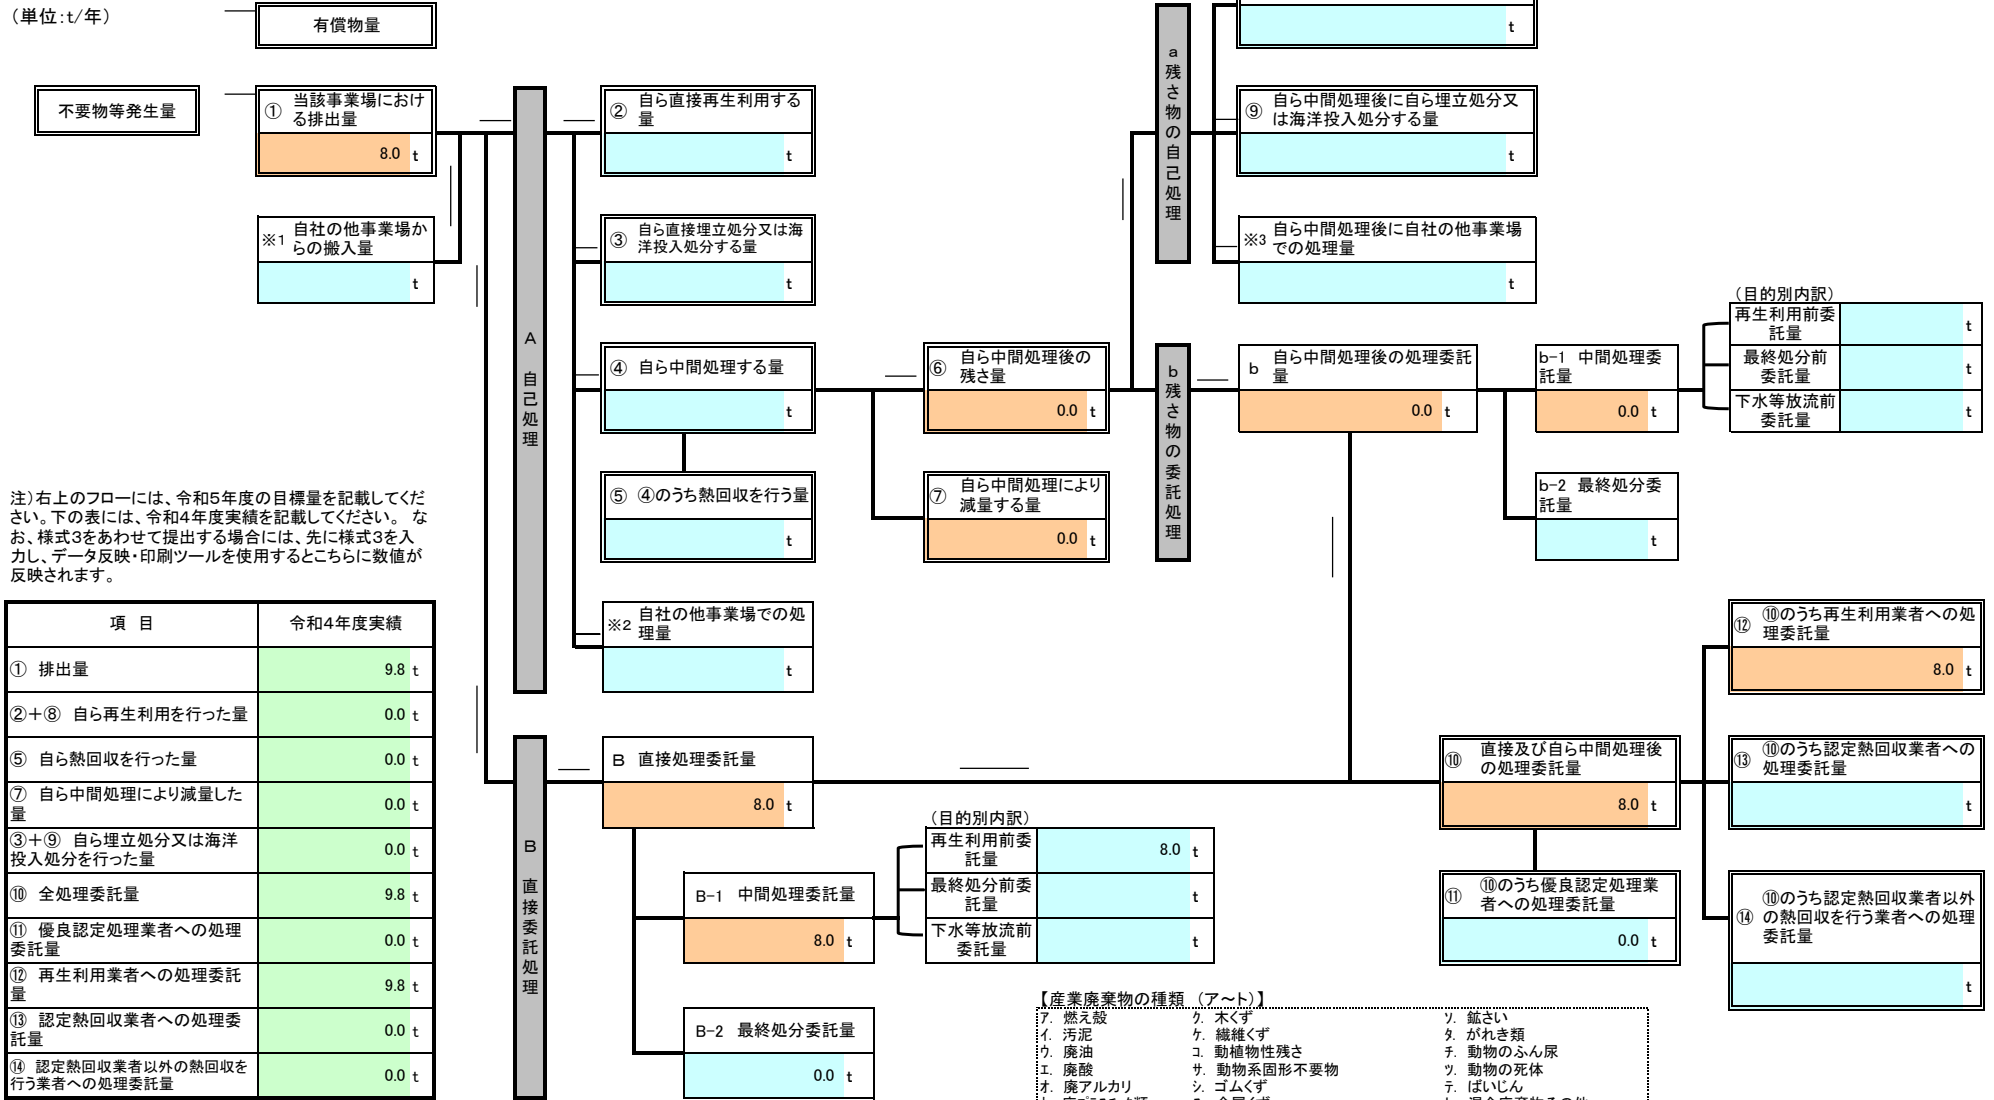 (単位:t/年)
有償物量
不要物等発生量
① 当該事業場におけ
る排出量
8.0 t
※1 自社の他事業場か
らの搬入量
t
A 自己処理
② 自ら直接再生利用する
量
t
③ 自ら直接埋立処分又は海
洋投入処分する量
t
④ 自ら中間処理する量
t
⑤ ④のうち熱回収を行う量
t
※2 自社の他事業場での処
理量
t
⑥ 自ら中間処理後の
残さ量
0.0 t
⑦ 自ら中間処理により
減量する量
0.0 t
a残さ物の自己処理
t
⑨ 自ら中間処理後に自ら埋立処分又
は海洋投入処分する量
t
※3 自ら中間処理後に自社の他事業場
での処理量
t
b残さ物の委託処理
b 自ら中間処理後の処理委託
量
0.0 t
b-1 中間処理委
託量
0.0 t
b-2 最終処分委
託量
t
(目的別内訳)
再生利用前委
託量
t
最終処分前
委託量
t
下水等放流前
委託量
t
注)右上のフローには、令和5年度の目標量を記載してくだ
さい。下の表には、令和4年度実績を記載してください。 な
お、様式3をあわせて提出する場合には、先に様式3を入
力し、データ反映・印刷ツールを使用するとこちらに数値が
反映されます。
項 目 令和4年度実績
① 排出量 9.8 t
②+⑧ 自ら再生利用を行った量 0.0 t
⑤ 自ら熱回収を行った量 0.0 t
⑦ 自ら中間処理により減量した
量 0.0 t
③+⑨ 自ら埋立処分又は海洋
投入処分を行った量 0.0 t
⑩ 全処理委託量 9.8 t
⑪ 優良認定処理業者への処理
委託量 0.0 t
⑫ 再生利用業者への処理委託
量 9.8 t
⑬ 認定熱回収業者への処理委
託量 0.0 t
⑭ 認定熱回収業者以外の熱回収を
行う業者への処理委託量 0.0 t
B 直接委託処理
B 直接処理委託量
8.0 t
B-1 中間処理委託量
8.0 t
B-2 最終処分委託量
0.0 t
(目的別内訳)
再生利用前委
託量
8.0 t
最終処分前委
託量
t
下水等放流前
委託量
t
⑩ 直接及び自ら中間処理後
の処理委託量
8.0 t
⑪ ⑩のうち優良認定処理業
者への処理委託量
0.0 t
⑫ ⑩のうち再生利用業者への処
理委託量
8.0 t
⑬ ⑩のうち認定熱回収業者への
処理委託量
t
⑭ ⑩のうち認定熱回収業者以外
の熱回収を行う業者への処理
委託量
t
【産業廃棄物の種類 (ア~ト)】
ア. 燃え殻 ク. 木くず ソ. 鉱さい
イ. 汚泥 ケ. 繊維くず タ. がれき類
ウ. 廃油 コ. 動植物性残さ チ. 動物のふん尿
エ. 廃酸 サ. 動物系固形不要物 ツ. 動物の死体
オ. 廃アルカリ シ. ゴムくず テ. ばいじん